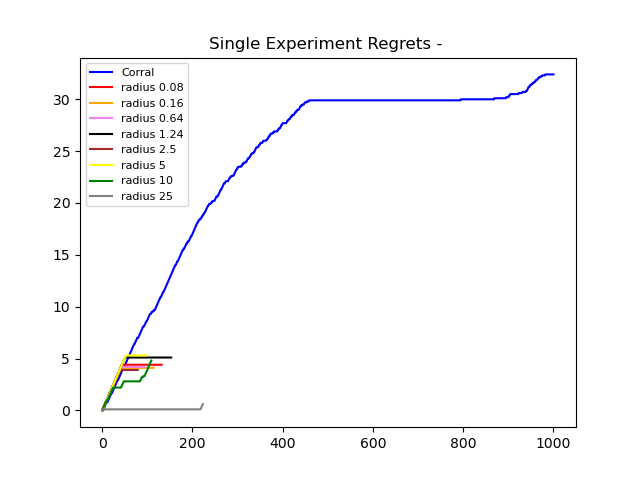 Single Experiment Regrets -
Corral
radius 0.08
radius 0.16
radius 0.64
radius 1.24
radius 2.5
radius 5
radius 10
radius 25
30
25
20
15
10
5
0
0 200 400 600 800 1000